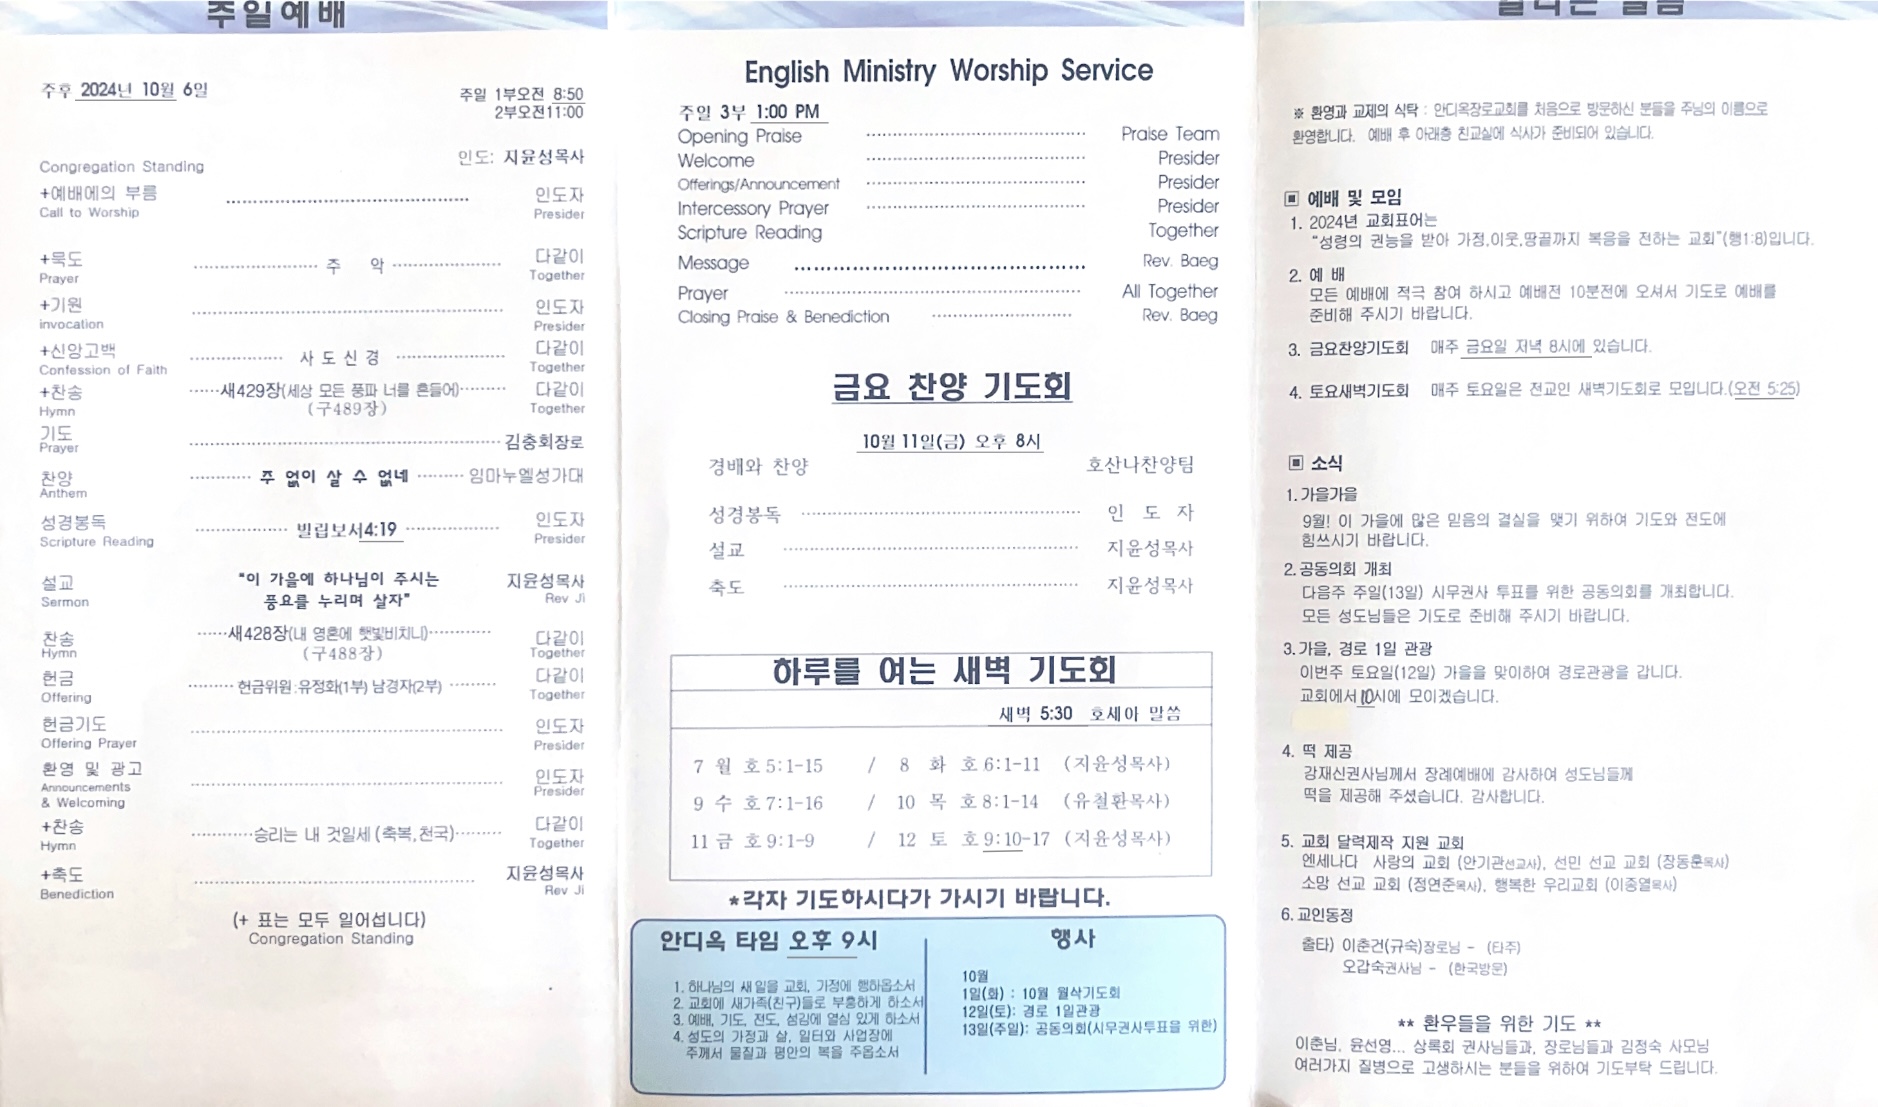 주일예배
주후 2024년 10월 6일
주일 1부오전 8:50
2부오전11:00
Congregation Standing
인도: 지윤성목사
+예배에의 부름 인도자
Call to Worship Presider
+묵도 주 악 다같이
Prayer Together
+기원 인도자
invocation Presider
+신앙고백 사 도 신 경 다같이
Confession of Faith Together
+찬송 새429장(세상 모든 풍파 너를 흔들어) 다같이
Hymn (구489장) Together
기도 김충회장로
Prayer
찬양 주 없이 살 수 없네 임마누엘성가대
Anthem
성경봉독 빌립보서4:19 인도자
Scripture Reading Presider
설교 "이 가을에 하나님이 주시는 지윤성목사
Sermon 풍요를 누리며 살자" Rev Ji
찬송 새428장(내 영혼에 햇빛비치니) 다같이
Hymn (구488장) Together
헌금 헌금위원:유정화(1부) 남경자(2부) 다같이
Offering Together
헌금기도 인도자
Offering Prayer Presider
환영 및 광고 인도자
Announcements Presider
& Welcoming
+찬송 승리는 내 것일세 (축복,천국) 다같이
Hymn Together
+축도 지윤성목사
Benediction Rev Ji
(+ 표는 모두 일어섭니다)
Congregation Standing
English Ministry Worship Service
주일 3부 1:00 PM
Opening Praise Praise Team
Welcome Presider
Offerings/Announcement Presider
Intercessory Prayer Presider
Scripture Reading Together
Message Rev. Baeg
Prayer All Together
Closing Praise & Benediction Rev. Baeg
금요 찬양 기도회
10월 11일(금) 오후 8시
경배와 찬양 호산나찬양팀
성경봉독 인 도 자
설교 지윤성목사
축도 지윤성목사
하루를 여는 새벽 기도회
새벽 5:30 호세아 말씀
7 월 호5:1-15 / 8 화 호6:1-11 (지윤성목사)
9 수 호7:1-16 / 10 목 호8:1-14 (유철환목사)
11 금 호9:1-9 / 12 토 호9:10-17 (지윤성목사)
*각자 기도하시다가 가시기 바랍니다.
안디옥 타임 오후 9시
1. 하나님의 새 일을 교회, 가정에 행하옵소서
2. 교회에 새가족(친구)들로 부흥하게 하소서
3. 예배, 기도, 전도, 섬김에 열심 있게 하소서
4. 성도의 가정과 삶, 일터와 사업장에
주께서 물질과 평안의 복을 주옵소서
행사
10월
1일(화) : 10월 월삭기도회
12일(토): 경로 1일관광
13일(주일): 공동의회(시무권사투표을 위한)
알리는 말씀
※ 환영과 교제의 식탁 : 안디옥장로교회를 처음으로 방문하신 분들을 주님의 이름으로
환영합니다. 예배 후 아래층 친교실에 식사가 준비되어 있습니다.
▣ 예배 및 모임
1. 2024년 교회표어는
"성령의 권능을 받아 가정,이웃,땅끝까지 복음을 전하는 교회"(행1:8)입니다.
2. 예 배
모든 예배에 적극 참여 하시고 예배전 10분전에 오셔서 기도로 예배를
준비해 주시기 바랍니다.
3. 금요찬양기도회 매주 금요일 저녁 8시에 있습니다.
4. 토요새벽기도회 매주 토요일은 전교인 새벽기도회로 모입니다.(오전 5:25)
▣ 소식
1.가을가을
9월! 이 가을에 많은 믿음의 결실을 맺기 위하여 기도와 전도에
힘쓰시기 바랍니다.
2.공동의회 개최
다음주 주일(13일) 시무권사 투표를 위한 공동의회를 개최합니다.
모든 성도님들은 기도로 준비해 주시기 바랍니다.
3.가을, 경로 1일 관광
이번주 토요일(12일) 가을을 맞이하여 경로관광을 갑니다.
교회에서 10시에 모이겠습니다.
4. 떡 제공
강재신권사님께서 장례예배에 감사하여 성도님들께
떡을 제공해 주셨습니다. 감사합니다.
5. 교회 달력제작 지원 교회
엔세나다 사랑의 교회 (안기관선교사), 선민 선교 교회 (장동훈목사)
소망 선교 교회 (정연준목사), 행복한 우리교회 (이종열목사)
6.교인동정
출타) 이춘건(규숙)장로님 - (타주)
오갑숙권사님 - (한국방문)
** 환우들을 위한 기도 **
이춘님, 윤선영... 상록회 권사님들과, 장로님들과 김정숙 사모님
여러가지 질병으로 고생하시는 분들을 위하여 기도부탁 드립니다.